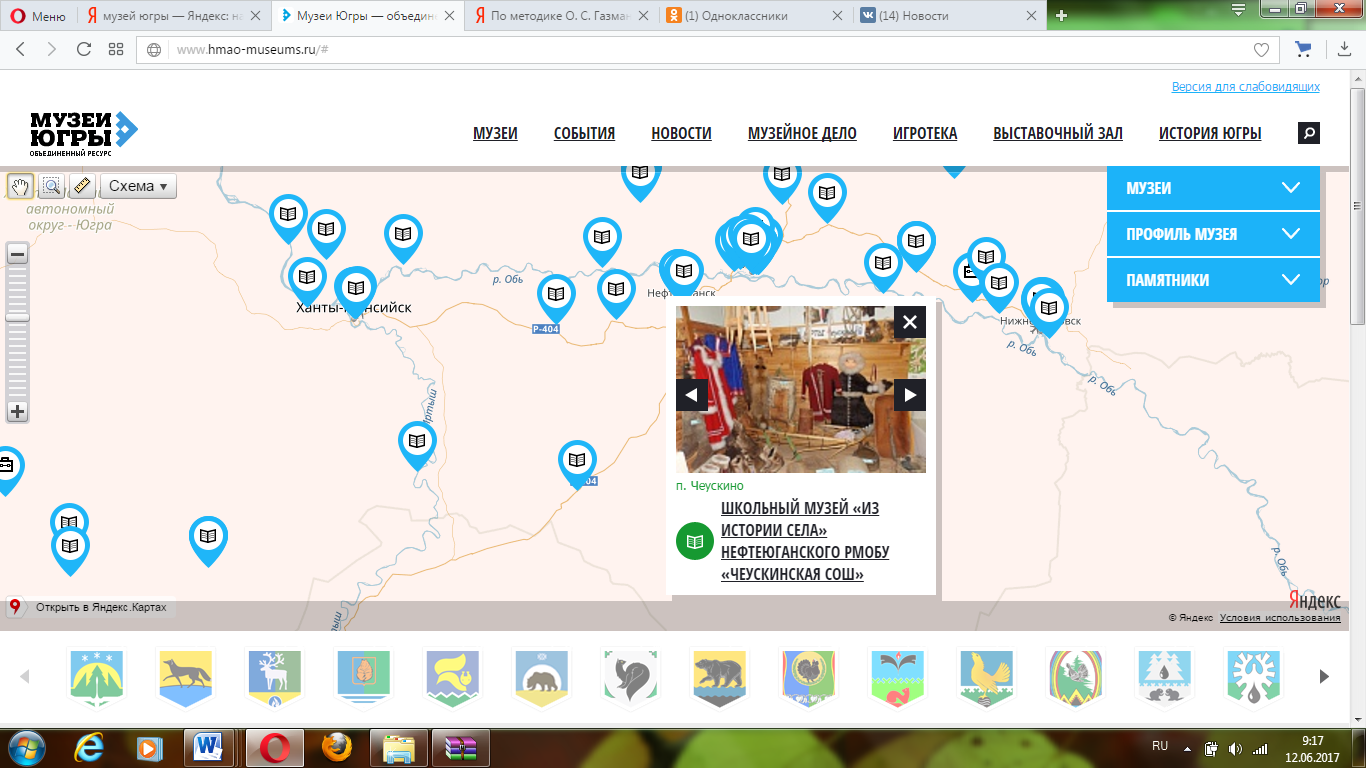 Меню
музей югры — Яндекс: на
Музеи Югры — объедин
По методике О. С. Газман
(1) Одноклассники
(14) Новости
www.hmao-museums.ru/#
Версия для слабовидящих
МУЗЕИ
ЮГРЫ
ОБЪЕДИНЕННЫЙ РЕСУРС
МУЗЕИ
СОБЫТИЯ
НОВОСТИ
МУЗЕЙНОЕ ДЕЛО
ИГРОТЕКА
ВЫСТАВОЧНЫЙ ЗАЛ
ИСТОРИЯ ЮГРЫ
Схема
автономный
округ - Югра
МУЗЕИ
ПРОФИЛЬ МУЗЕЯ
ПАМЯТНИКИ
р. Обь
Р-404
р. Обь
р. Обь
р. Обь
п. Чеускино
ШКОЛЬНЫЙ МУЗЕЙ «ИЗ
ИСТОРИИ СЕЛА»
НЕФТЕЮГАНСКОГО РМОБУ
«ЧЕУСКИНСКАЯ СОШ»
Открыть в Яндекс.Картах
Яндекс
© Яндекс Условия использования
RU
9:17
12.06.2017